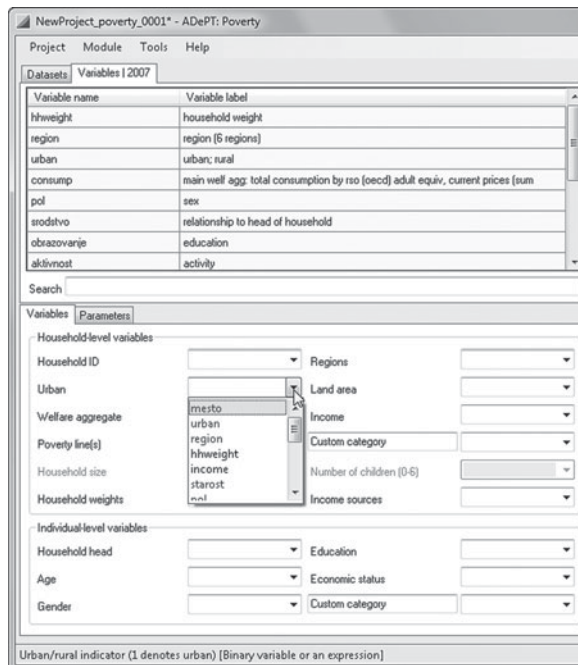 NewProject_poverty_0001* - ADePT: Poverty
Project Module Tools Help
Datasets Variables | 2007
Variable name Variable label
hhweight household weight
region region (6 regions)
urban urban; rural
consump main welf agg: total consumption by rso (oecd) adult equiv, current prices (sum
pol sex
srodstvo relationship to head of household
obrazovanje education
aktivnost activity
Search
Variables Parameters
Household-level variables
Household ID Regions
Urban Land area
mesto
Welfare aggregate Income
urban
region
Poverty line(s) Custom category
hhweight
income
Household size Number of children (0-6)
starost
pol
Household weights Income sources
Individual-level variables
Household head Education
Age Economic status
Gender Custom category
Urban/rural indicator (1 denotes urban) [Binary variable or an expression]